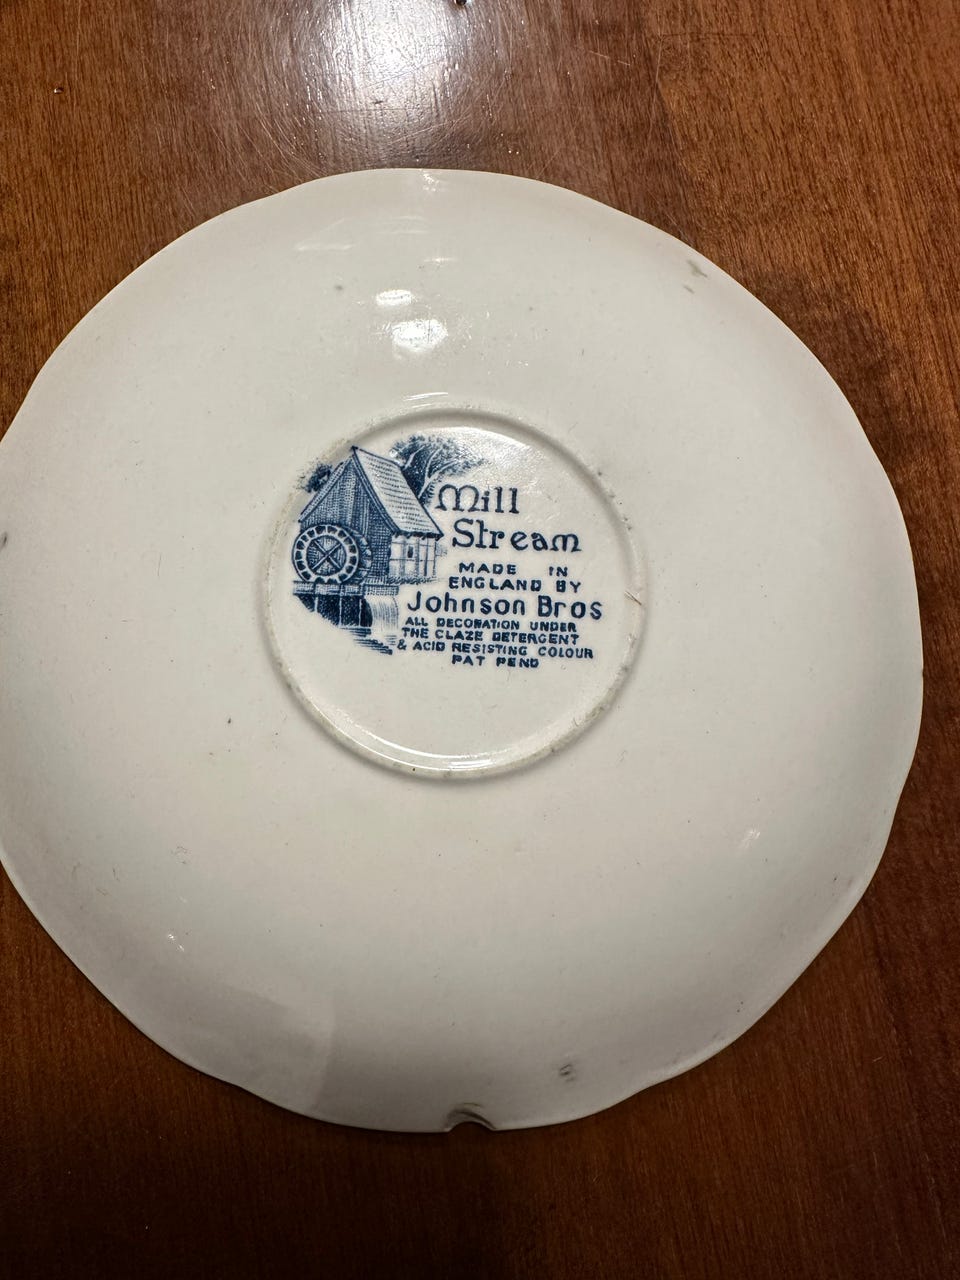 Mill
Stream
MADE IN
ENGLAND BY
Johnson Bros
ALL DECORATION UNDER
THE GLAZE DETERGENT
& ACID RESISTING COLOUR
PAT PEND